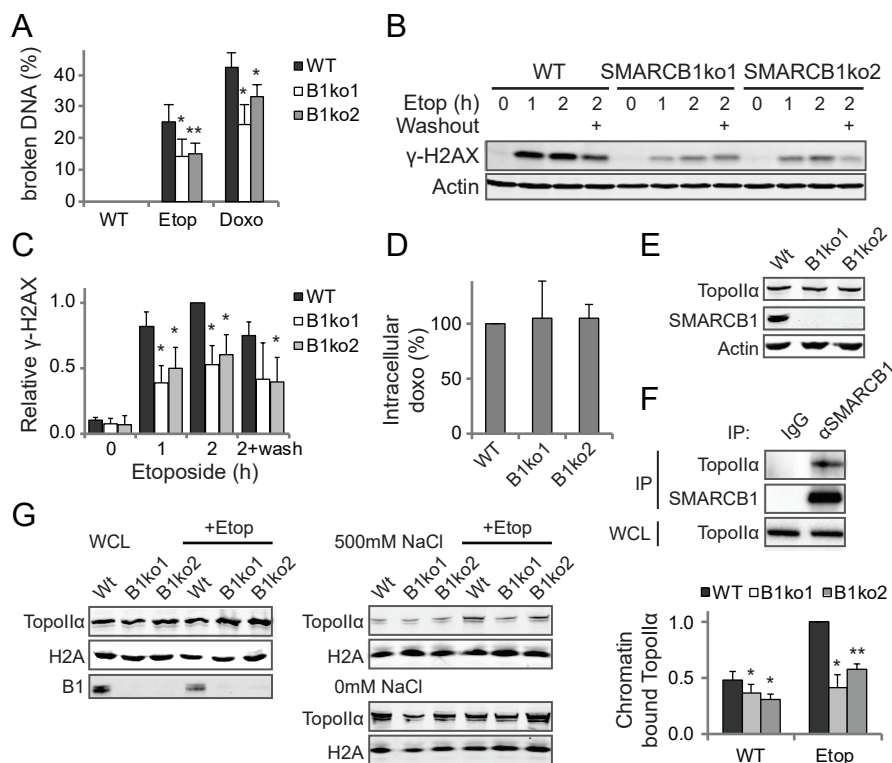 A
broken DNA (%)
40
30
20
10
0
WT
B1ko1
B1ko2
*
**
*
*
WT Etop Doxo
B
WT SMARCB1ko1 SMARCB1ko2
Etop (h) 0 1 2 2 0 1 2 2 0 1 2 2
Washout + + +
γ-H2AX
Actin
C
Relative γ-H2AX
1.0
0.5
0.0
WT
B1ko1
B1ko2
* * * * *
0 1 2 2+wash
Etoposide (h)
D
Intracellular
doxo (%)
100
50
0
WT B1ko1 B1ko2
E
Wt B1ko1 B1ko2
TopoIIα
SMARCB1
Actin
F
IP: IgG αSMARCB1
IP
TopoIIα
SMARCB1
WCL TopoIIα
G
WCL +Etop
Wt B1ko1 B1ko2 Wt B1ko1 B1ko2
TopoIIα
H2A
B1
500mM NaCl +Etop
Wt B1ko1 B1ko2 Wt B1ko1 B1ko2
TopoIIα
H2A
0mM NaCl
TopoIIα
H2A
WT B1ko1 B1ko2
Chromatin
bound TopoIIα
1.0
0.5
0.0
* * * **
WT Etop